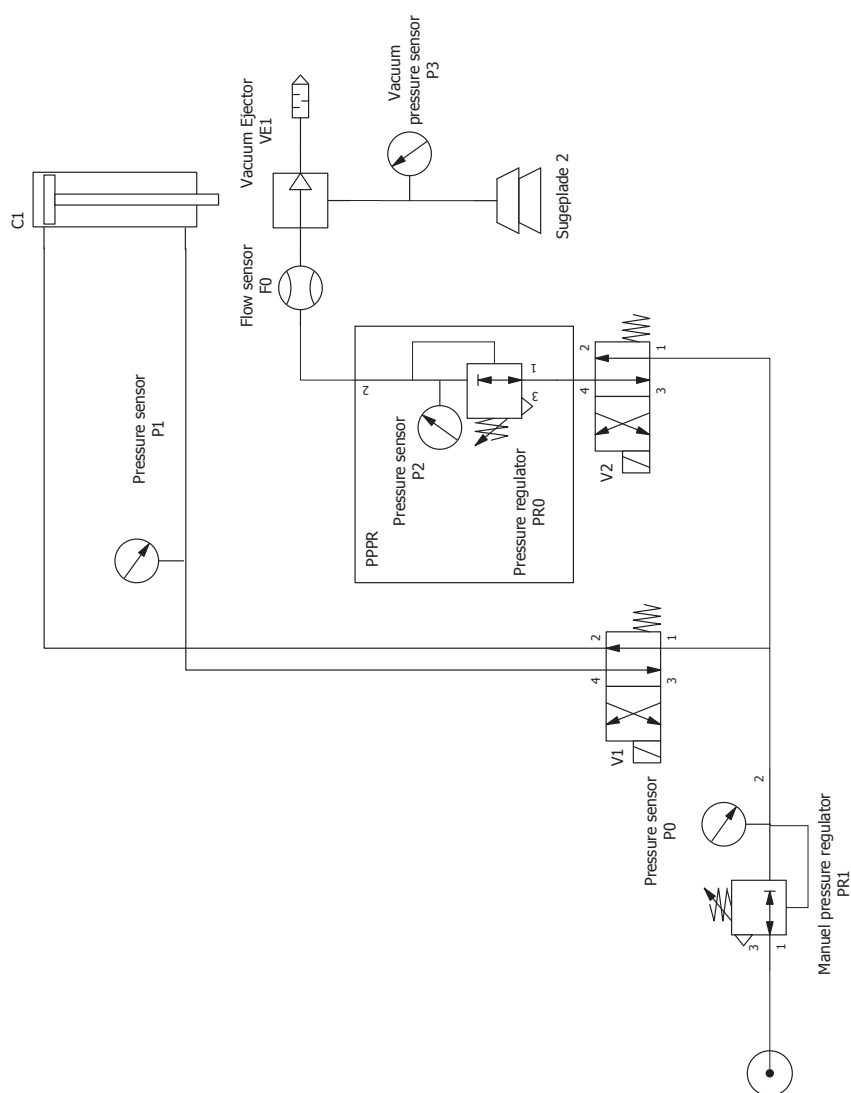 C1
Pressure sensor
P1
Vacuum Ejector
VE1
Vacuum
pressure sensor
P3
Flow sensor
F0
Sugeplade 2
PPPR
Pressure sensor
P2
Pressure regulator
PR0
2
1
3
V2
4
2
3
1
V1
4
2
3
1
Pressure sensor
P0
2
3
1
Manuel pressure regulator
PR1